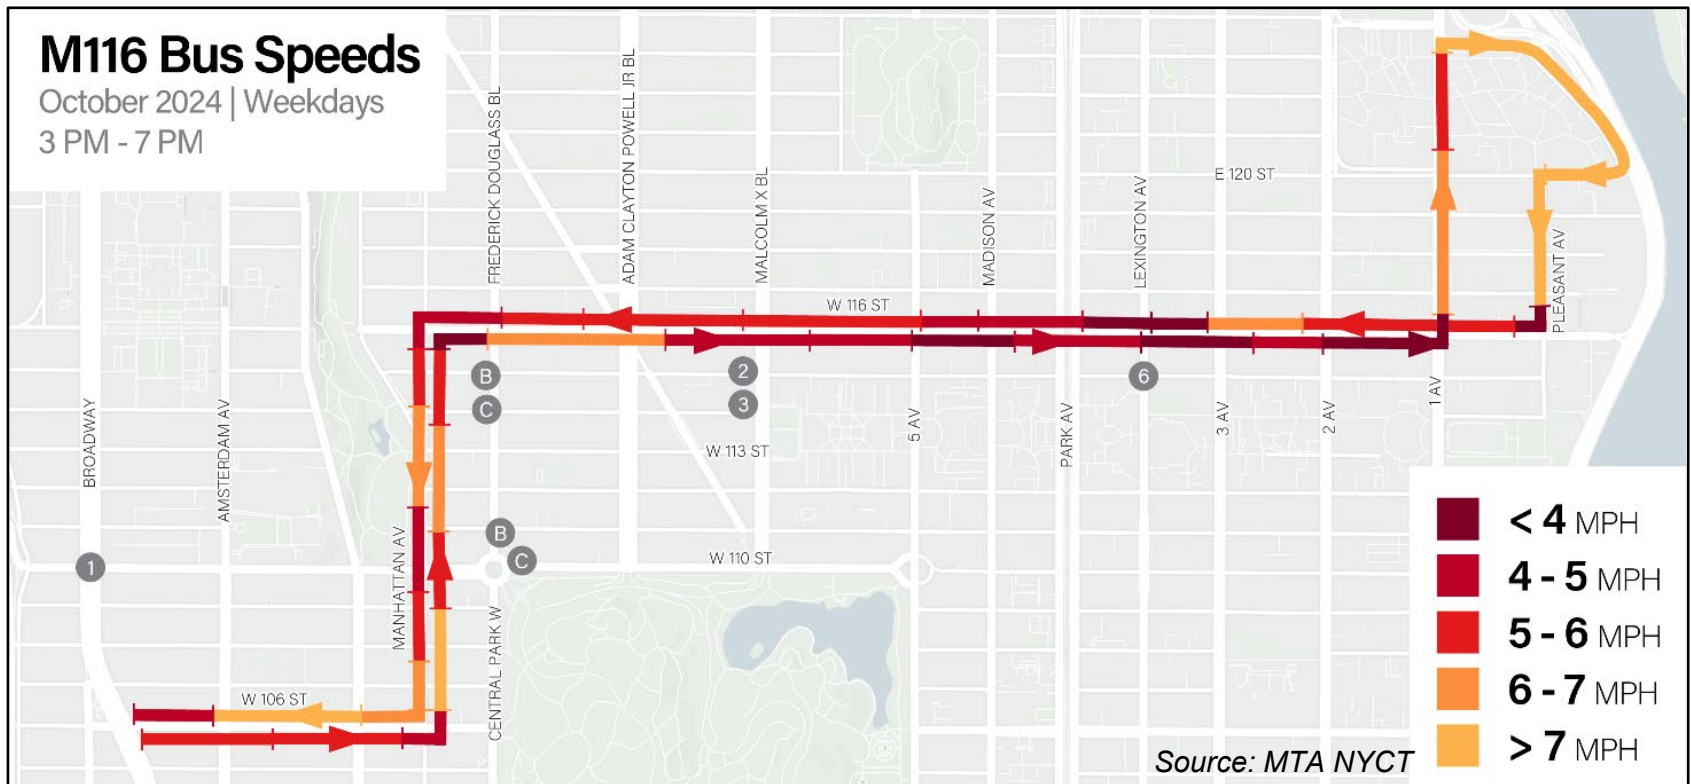 M116 Bus Speeds
October 2024 | Weekdays
3 PM - 7 PM
FREDERICK DOUGLASS BL
ADAM CLAYTON POWELL JR BL
MALCOLM X BL
MADISON AV
LEXINGTON AV
E 120 ST
PLEASANT AV
W 116 ST
B
C
2
3
6
BROADWAY
AMSTERDAM AV
5 AV
PARK AV
3 AV
2 AV
1 AV
W 113 ST
MANHATTAN AV
B
C
1
W 110 ST
CENTRAL PARK W
W 106 ST
< 4 MPH
4 - 5 MPH
5 - 6 MPH
6 - 7 MPH
> 7 MPH
Source: MTA NYCT